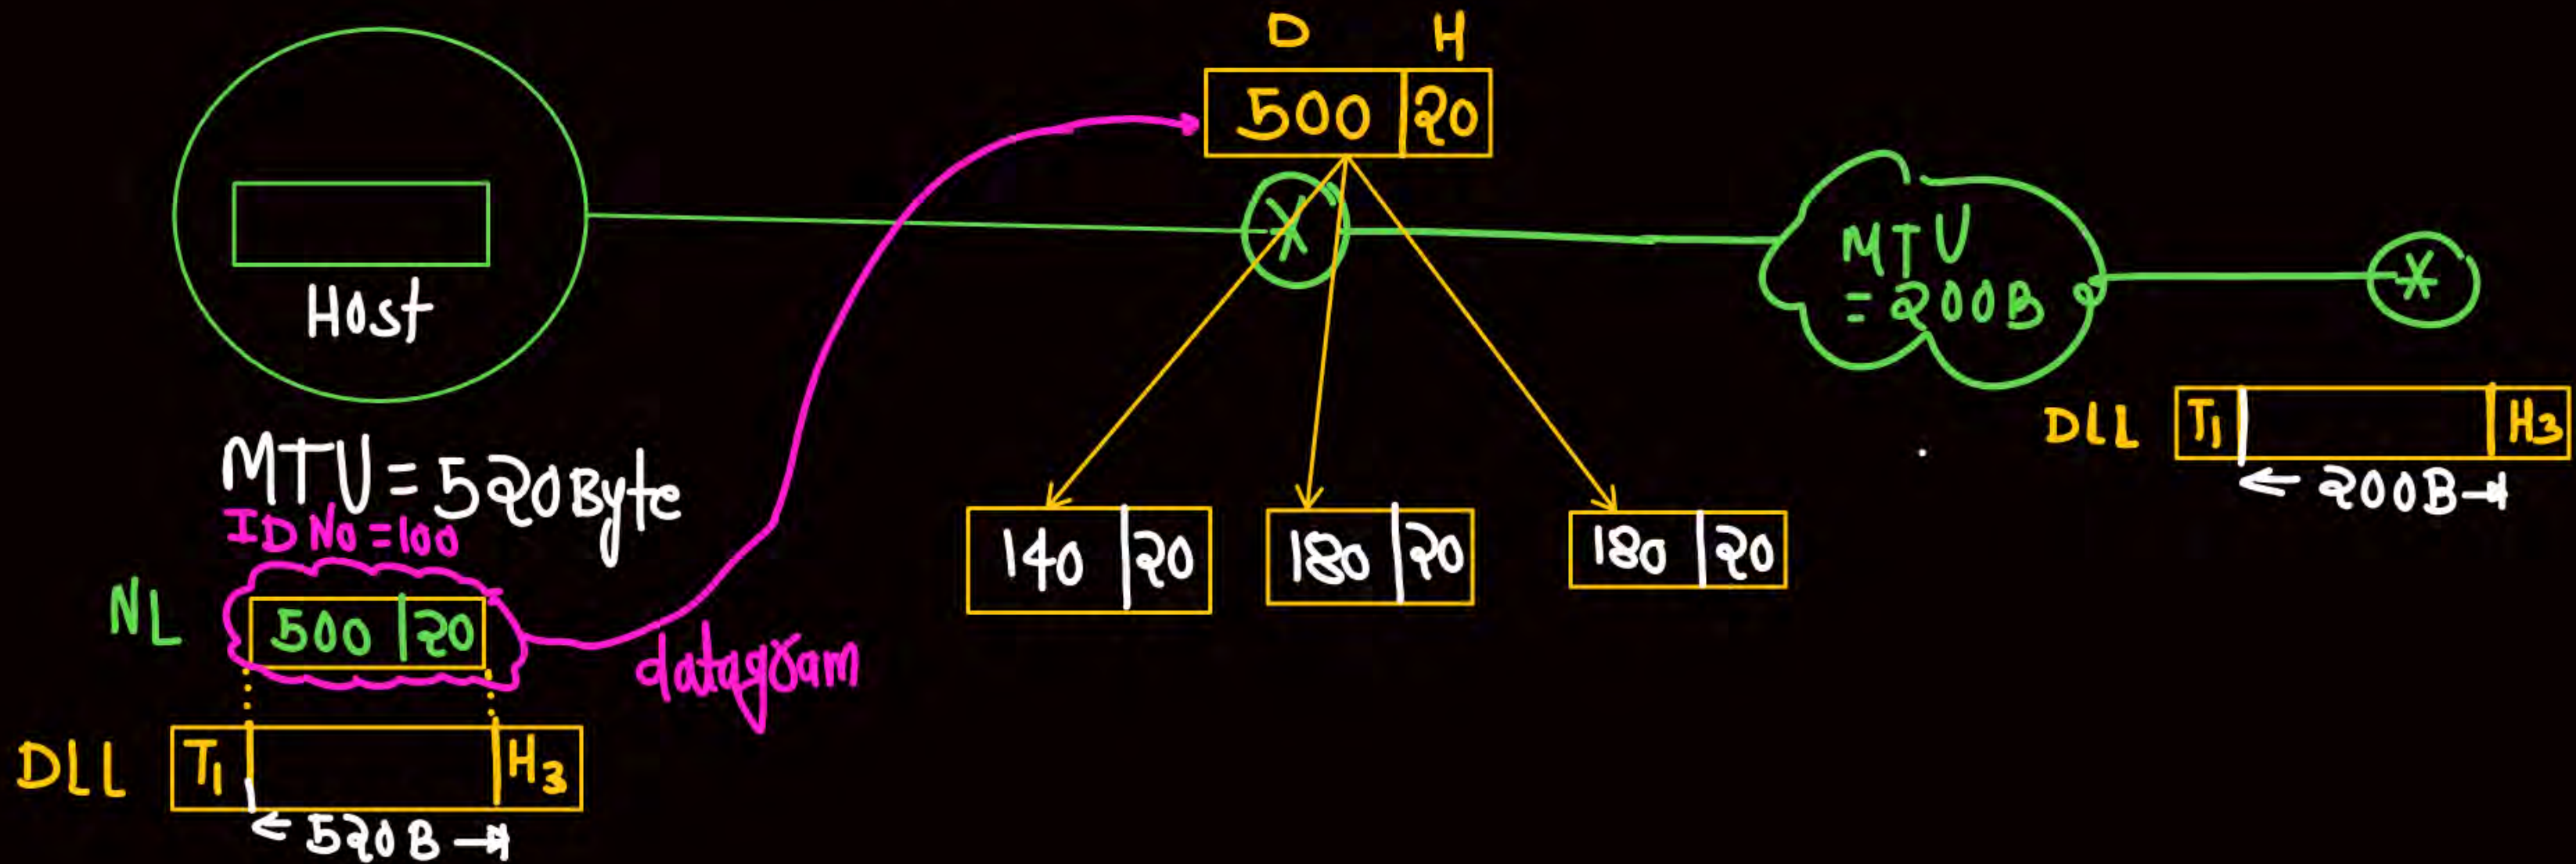 D H
500 20
Host
MTU
= 200B
DLL T1 H3
← 200B →
MTU = 520Byte
ID No = 100
NL 500 20
datagram
140 20
180 20
180 20
DLL T1 H3
← 520B →